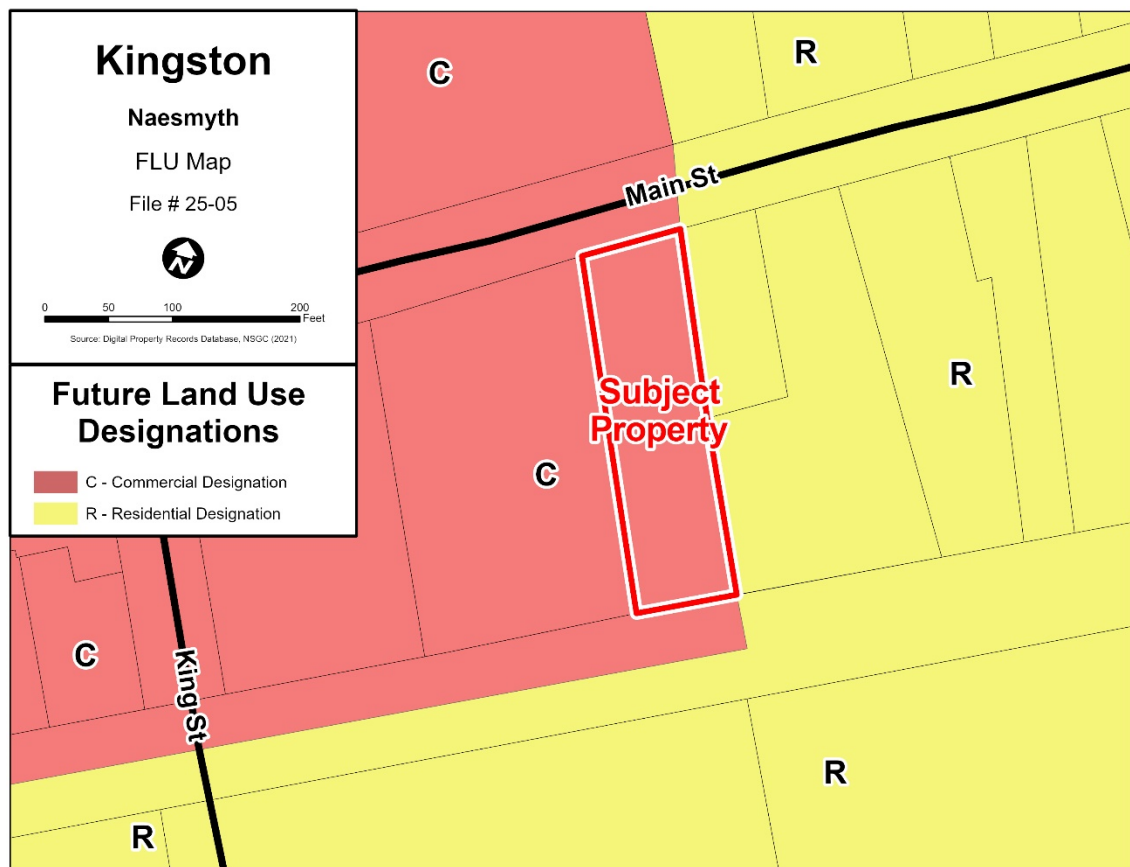 Kingston
Naesmyth
FLU Map
File # 25-05
N
0 50 100 200
Feet
Source: Digital Property Records Database, NSGC (2021)
Future Land Use
Designations
C - Commercial Designation
R - Residential Designation
C
R
Main St
R
Subject
Property
C
C
King St
R
R